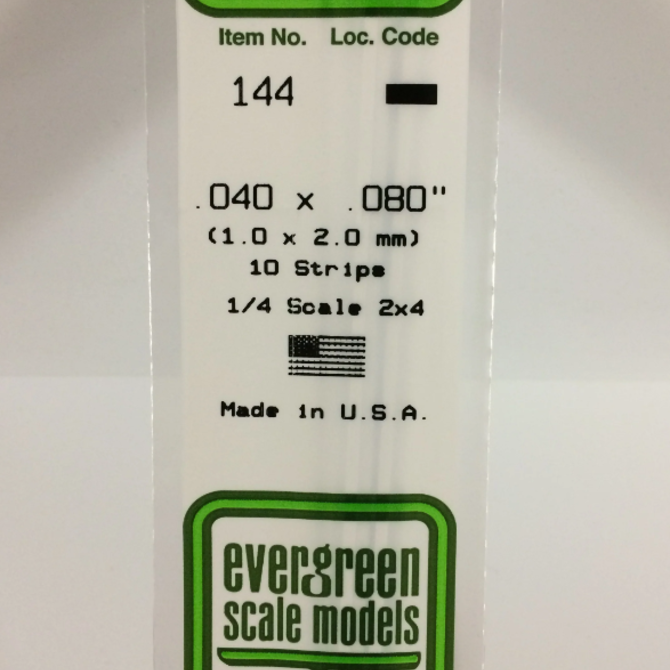 Item No. Loc. Code
144
.040 x .080"
(1.0 x 2.0 mm)
10 Strips
1/4 Scale 2x4
Made in U.S.A.
evergreen
scale models